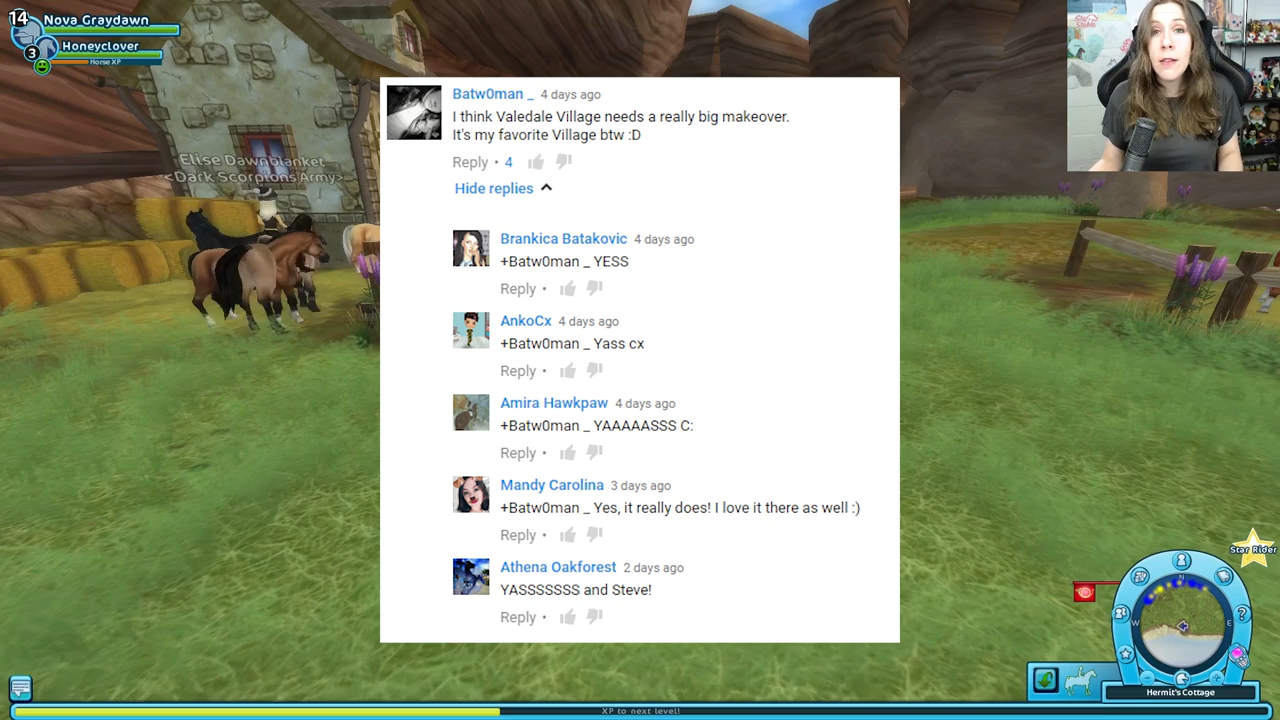 14
Nova Graydawn
3
Honeyclover
Horse XP
Elise Dawnblanket
<Dark Scorpions Army>
Batw0man _ 4 days ago
I think Valedale Village needs a really big makeover.
It's my favorite Village btw :D
Reply • 4
Hide replies
Brankica Batakovic 4 days ago
+Batw0man _ YESS
Reply •
AnkoCx 4 days ago
+Batw0man _ Yass cx
Reply •
Amira Hawkpaw 4 days ago
+Batw0man _ YAAAAASSS C:
Reply •
Mandy Carolina 3 days ago
+Batw0man _ Yes, it really does! I love it there as well :)
Reply •
Athena Oakforest 2 days ago
YASSSSSSS and Steve!
Reply •
Star Rider
N
W
E
?
Hermit's Cottage
XP to next level!